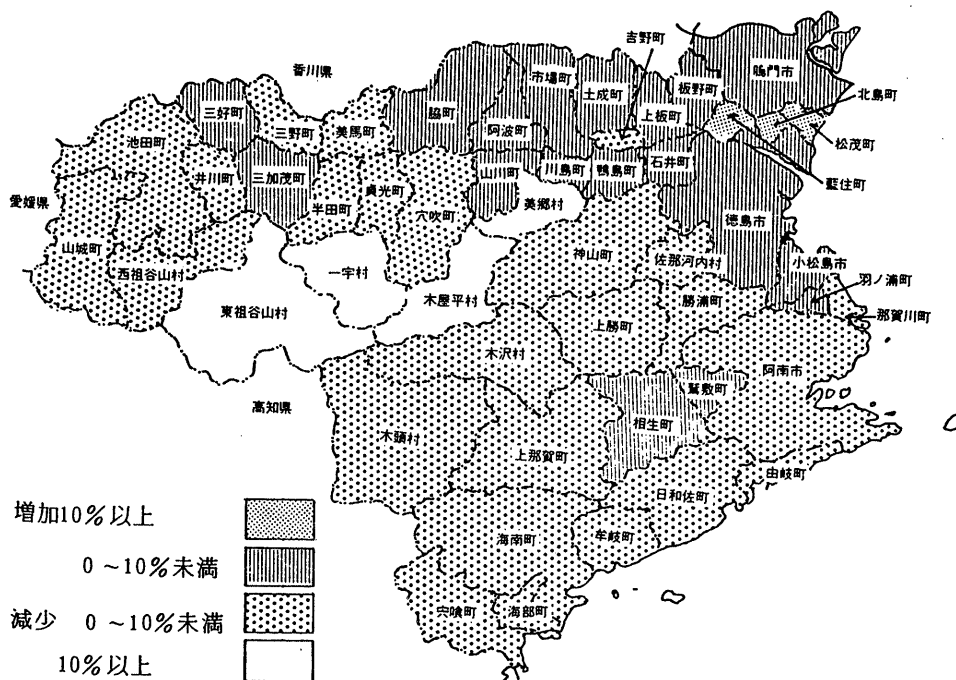 吉野町
香川県
鳴門市
市場町
土成町
板野町
北島町
三好町
脇町
上板町
三野町
美馬町
阿波町
松茂町
池田町
石井町
井川町
三加茂町
山川町
川島町
鴨島町
藍住町
貞光町
愛媛県
半田町
穴吹町
美郷村
徳島市
山城町
西祖谷山村
一宇村
神山町
佐那河内村
小松島市
羽ノ浦町
東祖谷山村
木屋平村
勝浦町
那賀川町
上勝町
木沢村
阿南市
鷲敷町
高知県
相生町
木頭村
上那賀町
由岐町
日和佐町
増加10%以上
海南町
牟岐町
0~10%未満
宍喰町
海部町
減少 0~10%未満
10%以上